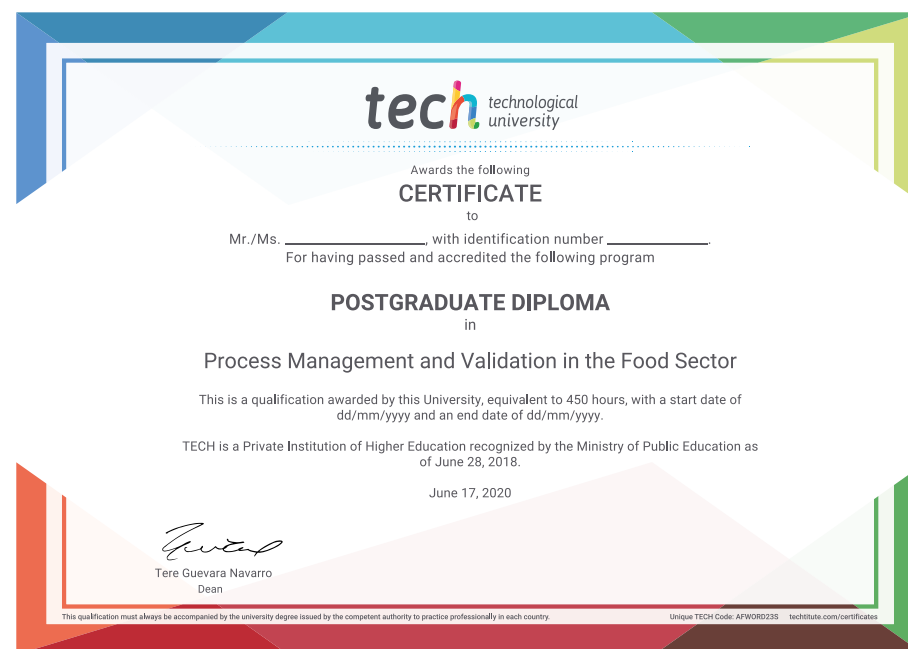 tech technological
university
Awards the following
CERTIFICATE
to
Mr./Ms. ____________, with identification number ____________.
For having passed and accredited the following program
POSTGRADUATE DIPLOMA
in
Process Management and Validation in the Food Sector
This is a qualification awarded by this University, equivalent to 450 hours, with a start date of
dd/mm/yyyy and an end date of dd/mm/yyyy.
TECH is a Private Institution of Higher Education recognized by the Ministry of Public Education as
of June 28, 2018.
June 17, 2020
Tere Guevara Navarro
Dean
This qualification must always be accompanied by the university degree issued by the competent authority to practice professionally in each country.
Unique TECH Code: AFWORD23S techtitute.com/certificates